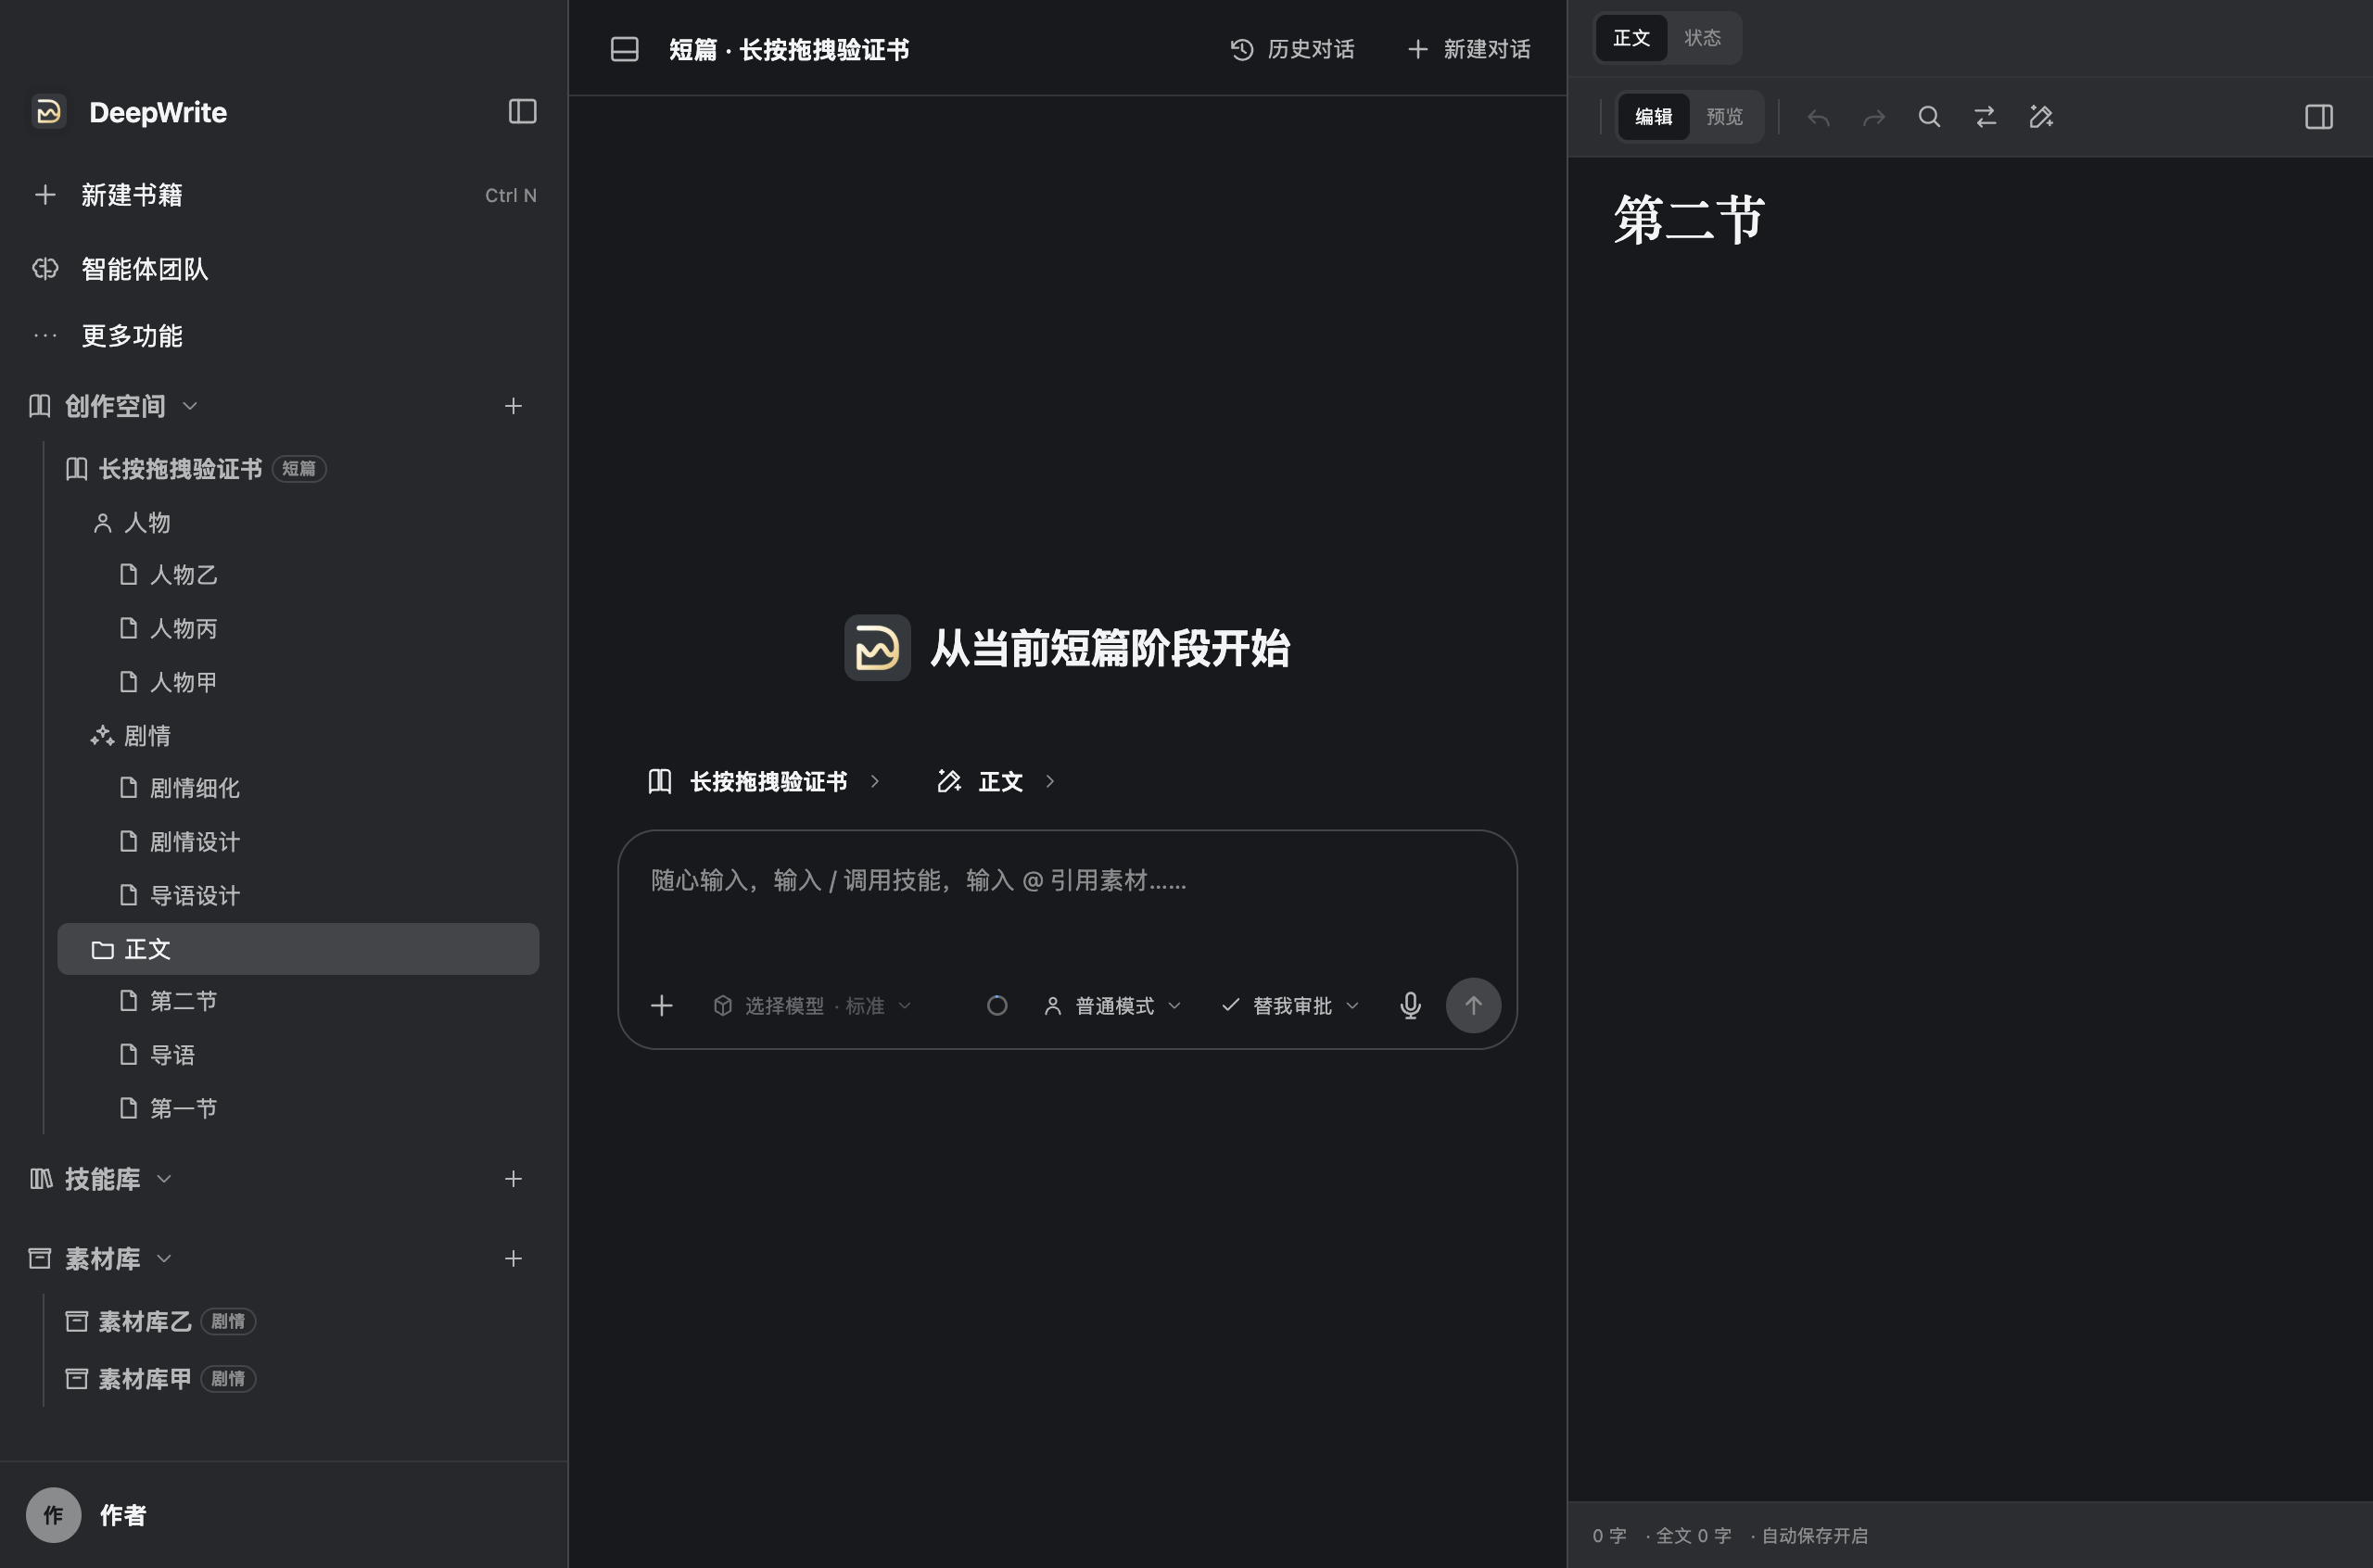 DeepWrite
新建书籍 Ctrl N
智能体团队
更多功能
创作空间
长按拖拽验证书 短篇
人物
人物乙
人物丙
人物甲
剧情
剧情细化
剧情设计
导语设计
正文
第二节
导语
第一节
技能库
素材库
素材库乙 剧情
素材库甲 剧情
作 作者
短篇 · 长按拖拽验证书 历史对话 新建对话
从当前短篇阶段开始
长按拖拽验证书 正文
随心输入，输入 / 调用技能，输入 @ 引用素材……
选择模型 · 标准 普通模式 替我审批
正文 状态
编辑 预览
第二节
0 字 · 全文 0 字 · 自动保存开启